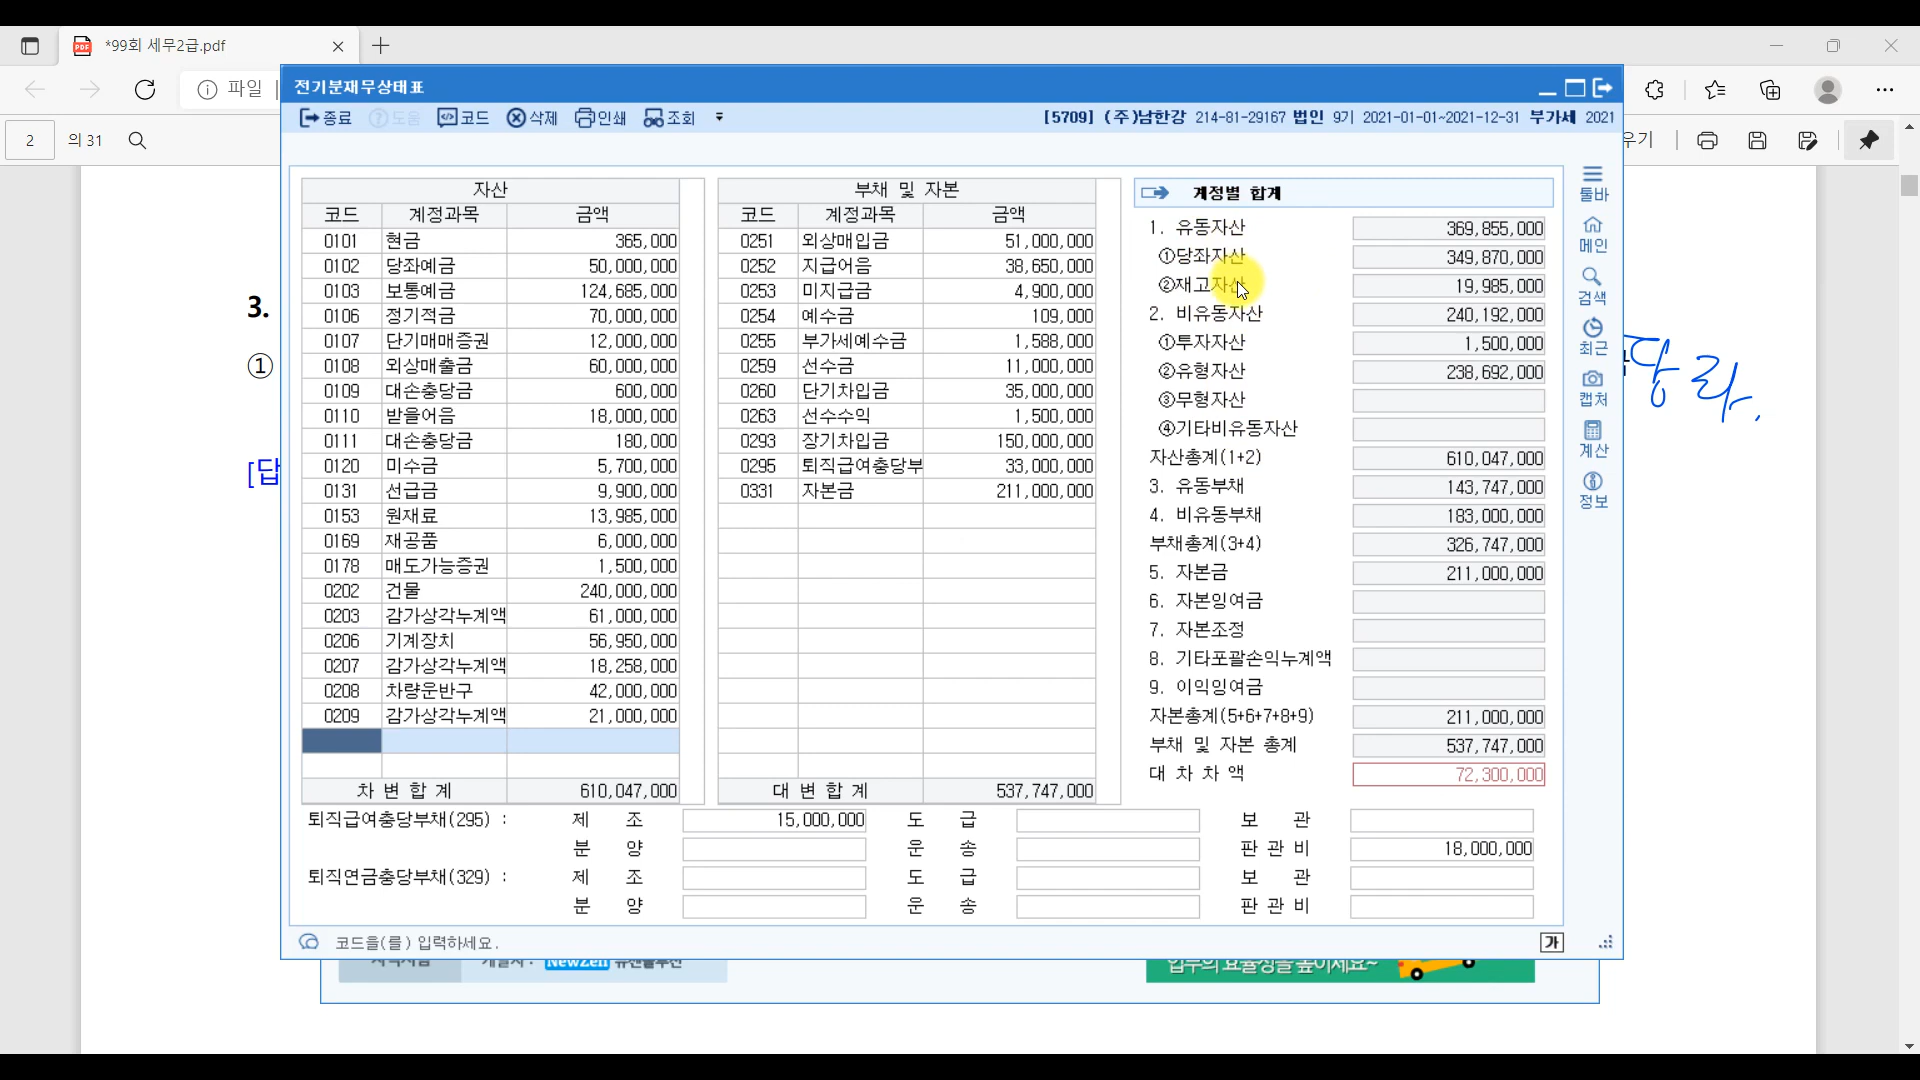 *99회 세무2급.pdf
파일
2 의 31
우기
3.
①
[답
당 라.
전기분재무상태표
종료 도움 코드 삭제 인쇄 조회
[5709] (주)남한강 214-81-29167 법인 9기 2021-01-01~2021-12-31 부가세 2021
자산
코드 계정과목 금액
0101 현금 365,000
0102 당좌예금 50,000,000
0103 보통예금 124,685,000
0106 정기적금 70,000,000
0107 단기매매증권 12,000,000
0108 외상매출금 60,000,000
0109 대손충당금 600,000
0110 받을어음 18,000,000
0111 대손충당금 180,000
0120 미수금 5,700,000
0131 선급금 9,900,000
0153 원재료 13,985,000
0169 재공품 6,000,000
0178 매도가능증권 1,500,000
0202 건물 240,000,000
0203 감가상각누계액 61,000,000
0206 기계장치 56,950,000
0207 감가상각누계액 18,258,000
0208 차량운반구 42,000,000
0209 감가상각누계액 21,000,000
차 변 합 계 610,047,000
부채 및 자본
코드 계정과목 금액
0251 외상매입금 51,000,000
0252 지급어음 38,650,000
0253 미지급금 4,900,000
0254 예수금 109,000
0255 부가세예수금 1,588,000
0259 선수금 11,000,000
0260 단기차입금 35,000,000
0263 선수수익 1,500,000
0293 장기차입금 150,000,000
0295 퇴직급여충당부 33,000,000
0331 자본금 211,000,000
대 변 합 계 537,747,000
계정별 합계
1. 유동자산 369,855,000
①당좌자산 349,870,000
②재고자산 19,985,000
2. 비유동자산 240,192,000
①투자자산 1,500,000
②유형자산 238,692,000
③무형자산
④기타비유동자산
자산총계(1+2) 610,047,000
3. 유동부채 143,747,000
4. 비유동부채 183,000,000
부채총계(3+4) 326,747,000
5. 자본금 211,000,000
6. 자본잉여금
7. 자본조정
8. 기타포괄손익누계액
9. 이익잉여금
자본총계(5+6+7+8+9) 211,000,000
부채 및 자본 총계 537,747,000
대 차 차 액 72,300,000
툴바
메인
검색
최근
캡처
계산
정보
퇴직급여충당부채(295) : 제 조 15,000,000 도 급 보 관
분 양 운 송 판 관 비 18,000,000
퇴직연금충당부채(329) : 제 조 도 급 보 관
분 양 운 송 판 관 비
코드을(를) 입력하세요.
가
NewZen 뉴젠솔루션
업무의 효율성을 높이세요~